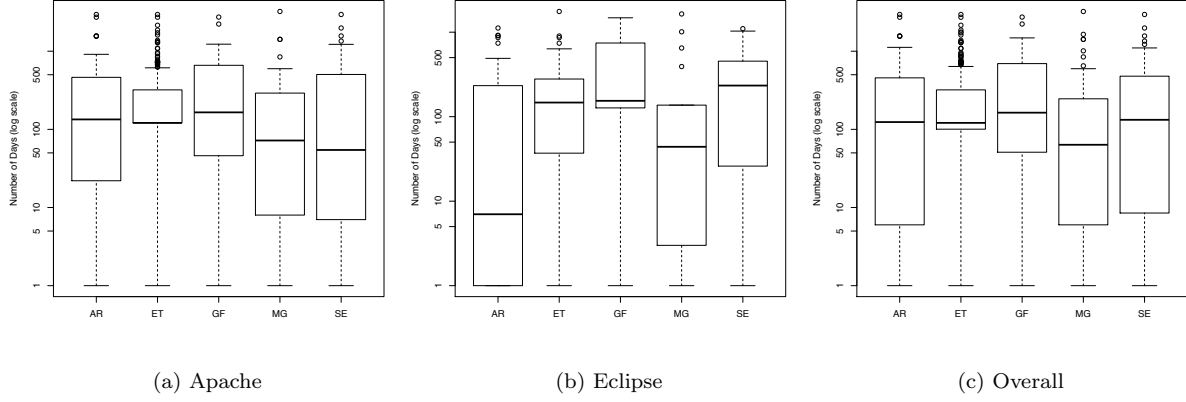 Number of Days (log scale)
500
100
50
10
5
1
AR ET GF MG SE
(a) Apache
Number of Days (log scale)
500
100
50
10
5
1
AR ET GF MG SE
(b) Eclipse
Number of Days (log scale)
500
100
50
10
5
1
AR ET GF MG SE
(c) Overall